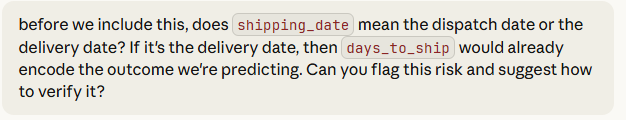 before we include this, does shipping_date mean the dispatch date or the
delivery date? If it's the delivery date, then days_to_ship would already
encode the outcome we're predicting. Can you flag this risk and suggest how
to verify it?